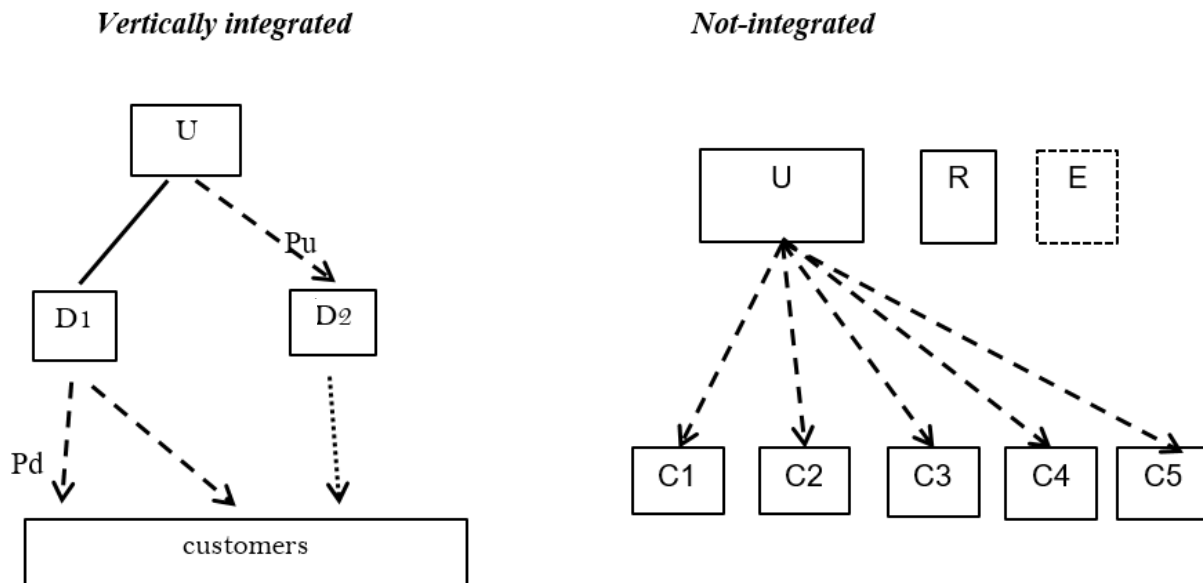 Vertically integrated
Not-integrated
U
U
R
E
Pu
D1
D2
Pd
C1
C2
C3
C4
C5
customers